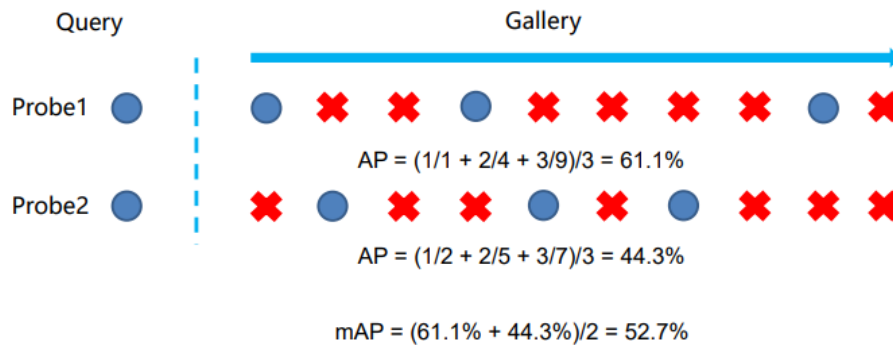 Query
Gallery
Probe1
AP = (1/1 + 2/4 + 3/9)/3 = 61.1%
Probe2
AP = (1/2 + 2/5 + 3/7)/3 = 44.3%
mAP = (61.1% + 44.3%)/2 = 52.7%